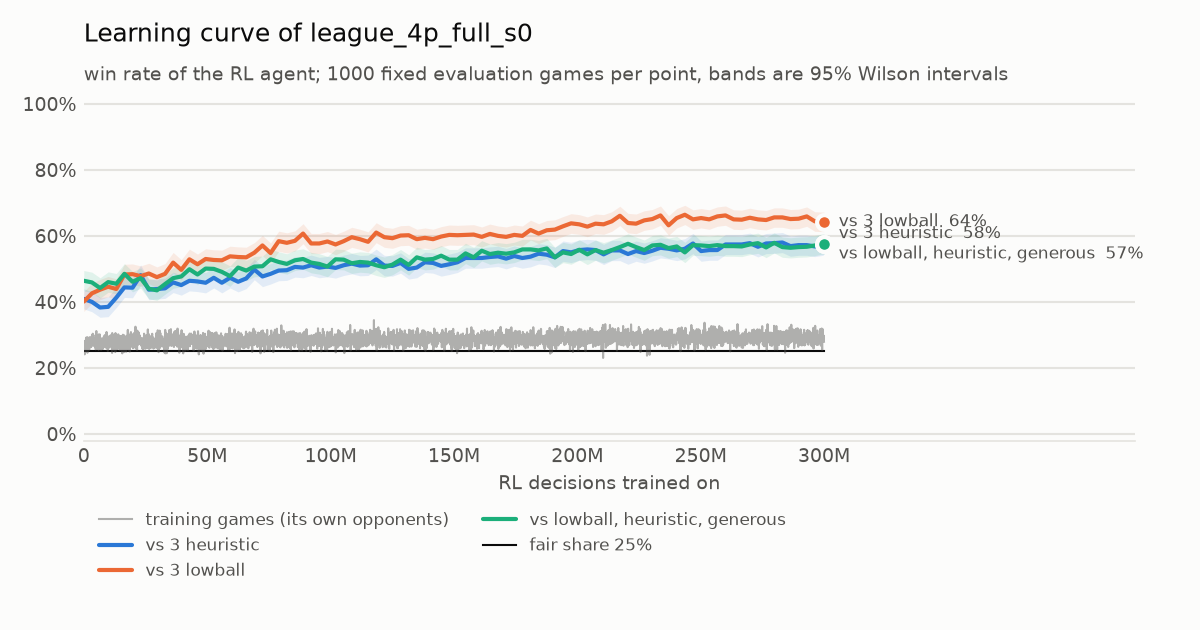 Learning curve of league_4p_full_s0
win rate of the RL agent; 1000 fixed evaluation games per point, bands are 95% Wilson intervals
100%
80%
60%
40%
20%
0%
vs 3 lowball, 64%
vs 3 heuristic  58%
vs lowball, heuristic, generous  57%
0
50M
100M
150M
200M
250M
300M
RL decisions trained on
training games (its own opponents)
vs 3 heuristic
vs 3 lowball
vs lowball, heuristic, generous
fair share 25%